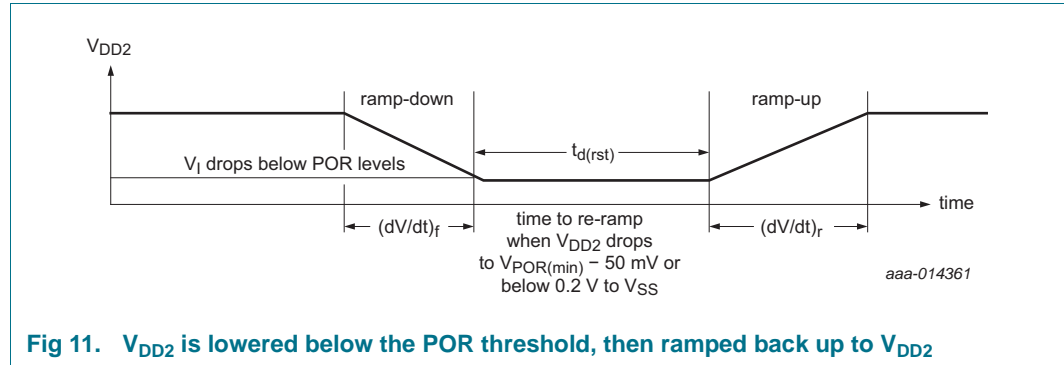 VDD2
ramp-down
ramp-up
td(rst)
VI drops below POR levels
time
(dV/dt)f
time to re-ramp
when VDD2 drops
to VPOR(min) − 50 mV or
below 0.2 V to VSS
(dV/dt)r
aaa-014361
Fig 11. VDD2 is lowered below the POR threshold, then ramped back up to VDD2